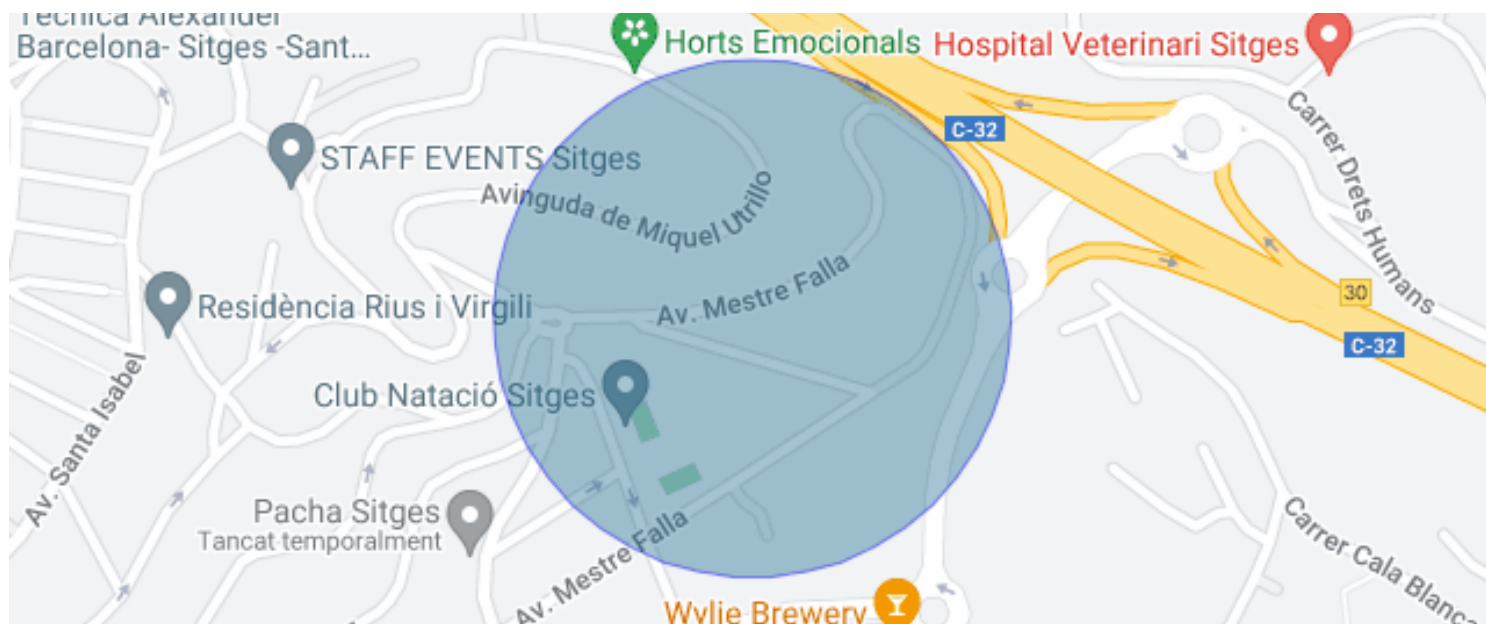 Tècnica Alexander
Barcelona- Sitges -Sant...
Horts Emocionals
Hospital Veterinari Sitges
C-32
Carrer Drets Humans
STAFF EVENTS Sitges
Avinguda de Miquel Utrillo
Av. Mestre Falla
30
C-32
Residència Rius i Virgili
Av. Santa Isabel
Club Natació Sitges
Pacha Sitges
Tancat temporalment
Av. Mestre Falla
Carrer Cala Blanca
Wylie Brewery